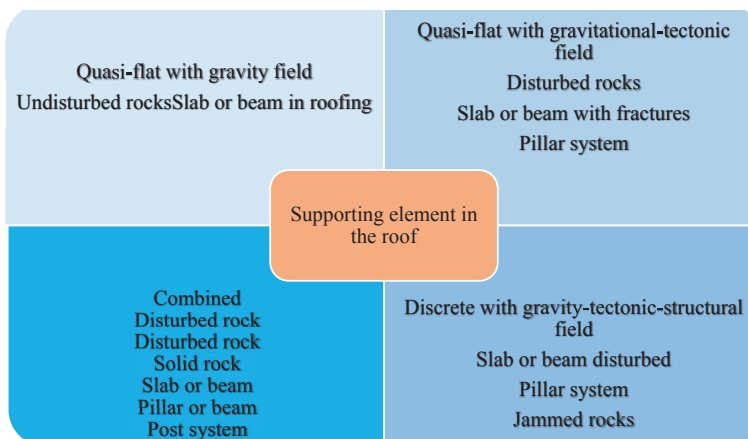 Quasi-flat with gravity field
Undisturbed rocksSlab or beam in roofing
Quasi-flat with gravitational-tectonic
field
Disturbed rocks
Slab or beam with fractures
Pillar system
Supporting element in
the roof
Combined
Disturbed rock
Disturbed rock
Solid rock
Slab or beam
Pillar or beam
Post system
Discrete with gravity-tectonic-structural
field
Slab or beam disturbed
Pillar system
Jammed rocks